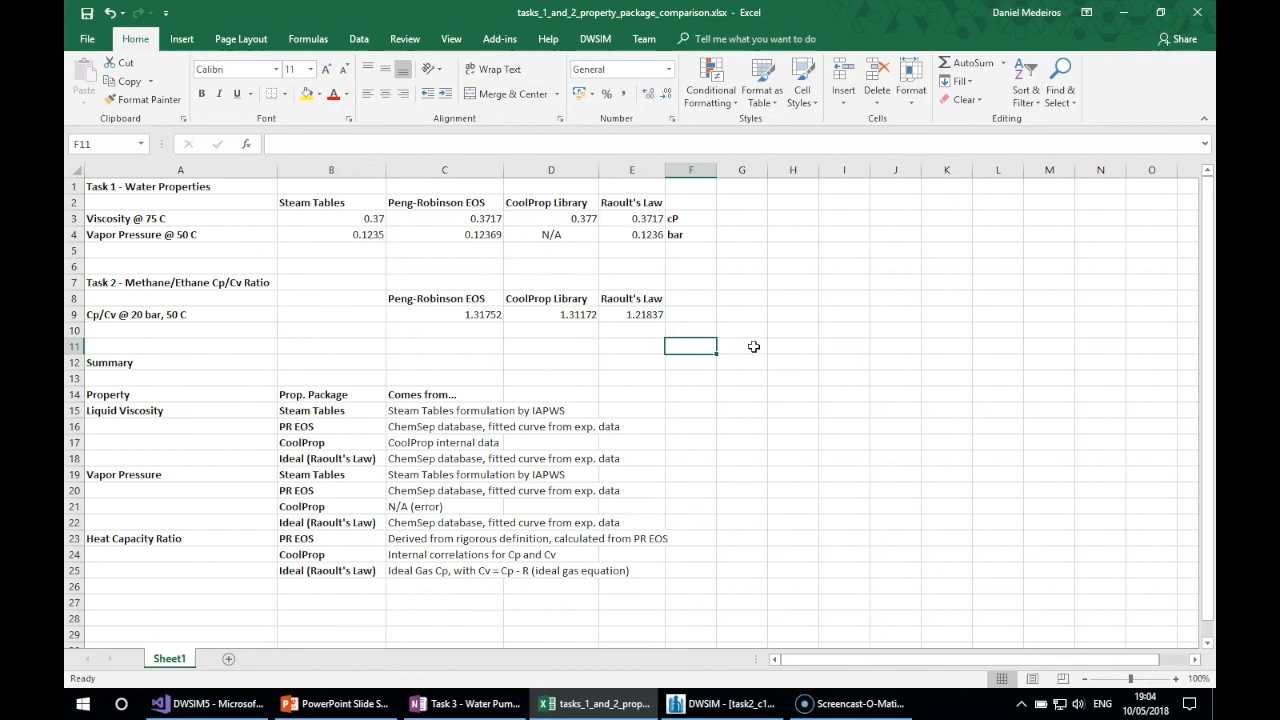 tasks_1_and_2_property_package_comparison.xlsx - Excel
Daniel Medeiros
File Home Insert Page Layout Formulas Data Review View Add-ins Help DWSIM Team Tell me what you want to do Share
Paste
Cut
Copy
Format Painter
Clipboard
Calibri 11
B I U A
Font
Wrap Text
Merge & Center
Alignment
General
% ,
Number
Conditional Formatting
Format as Table
Cell Styles
Styles
Insert Delete Format
Cells
AutoSum
Fill
Clear
Sort & Filter
Find & Select
Editing
F11 fx
A B C D E F G H I J K L M N O
1 Task 1 - Water Properties
2 Steam Tables Peng-Robinson EOS CoolProp Library Raoult's Law
3 Viscosity @ 75 C 0.37 0.3717 0.377 0.3717 cP
4 Vapor Pressure @ 50 C 0.1235 0.12369 N/A 0.1236 bar
5
6
7 Task 2 - Methane/Ethane Cp/Cv Ratio
8 Peng-Robinson EOS CoolProp Library Raoult's Law
9 Cp/Cv @ 20 bar, 50 C 1.31752 1.31172 1.21837
10
11
12 Summary
13
14 Property Prop. Package Comes from...
15 Liquid Viscosity Steam Tables Steam Tables formulation by IAPWS
16 PR EOS ChemSep database, fitted curve from exp. data
17 CoolProp CoolProp internal data
18 Ideal (Raoult's Law) ChemSep database, fitted curve from exp. data
19 Vapor Pressure Steam Tables Steam Tables formulation by IAPWS
20 PR EOS ChemSep database, fitted curve from exp. data
21 CoolProp N/A (error)
22 Ideal (Raoult's Law) ChemSep database, fitted curve from exp. data
23 Heat Capacity Ratio PR EOS Derived from rigorous definition, calculated from PR EOS
24 CoolProp Internal correlations for Cp and Cv
25 Ideal (Raoult's Law) Ideal Gas Cp, with Cv = Cp - R (ideal gas equation)
26
27
28
29
Sheet1
Ready 100%
DWSIM5 - Microsof... PowerPoint Slide S... Task 3 - Water Pum... tasks_1_and_2_prop... DWSIM - [task2_c1... Screencast-O-Mati... ENG
19:04
10/05/2018